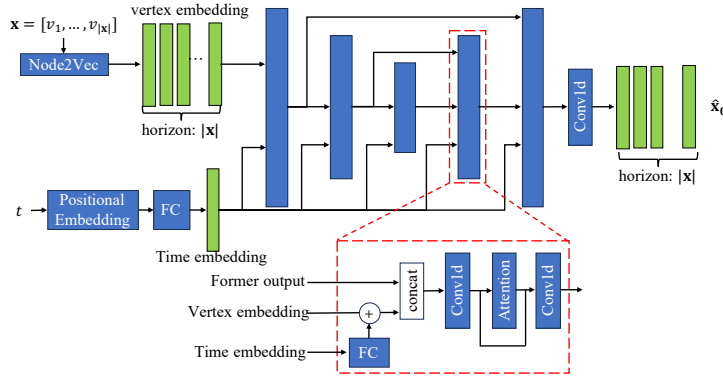 𝐱 = [v₁, … , v|𝐱|]
vertex embedding
Node2Vec
...
horizon: |𝐱|
Conv1d
x̂₀
horizon: |𝐱|
t
Positional
Embedding
FC
Time embedding
Former output
Vertex embedding
Time embedding
+
FC
concat
Conv1d
Attention
Conv1d